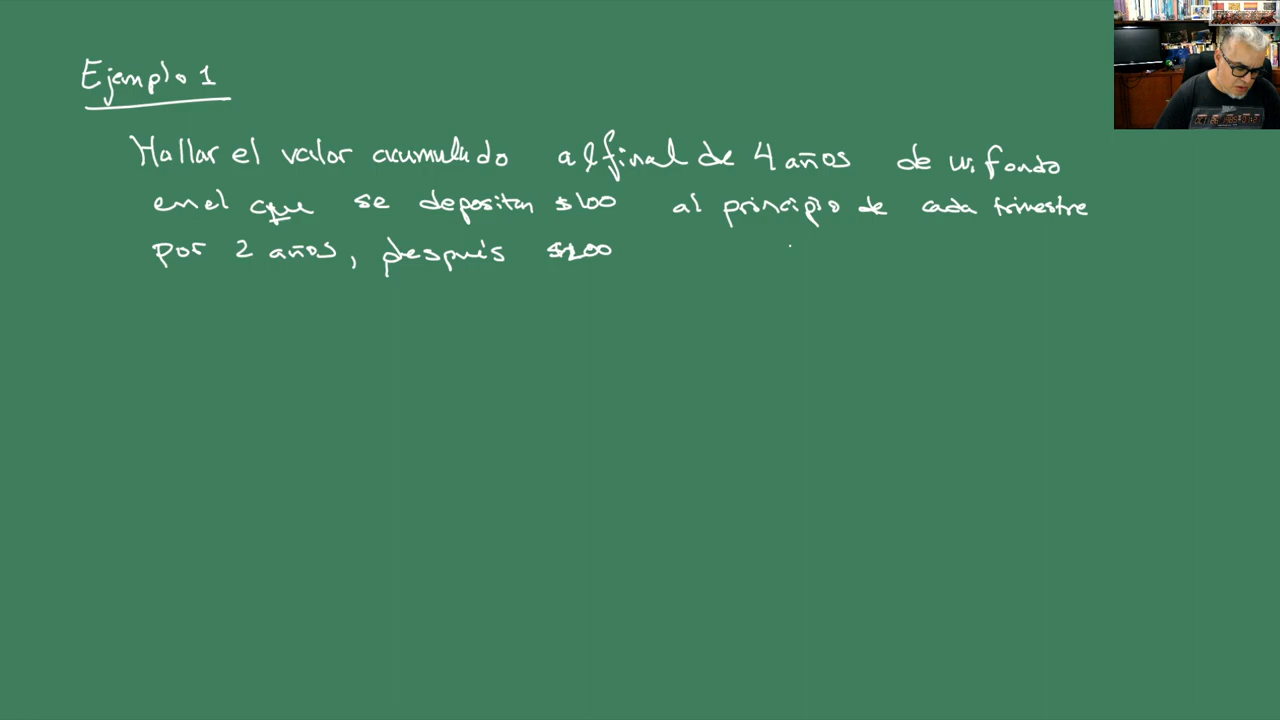 Ejemplo 1
Hallar el valor acumulado al final de 4 años de un fondo
en el que se depositan $100 al principio de cada trimestre
por 2 años, después $200